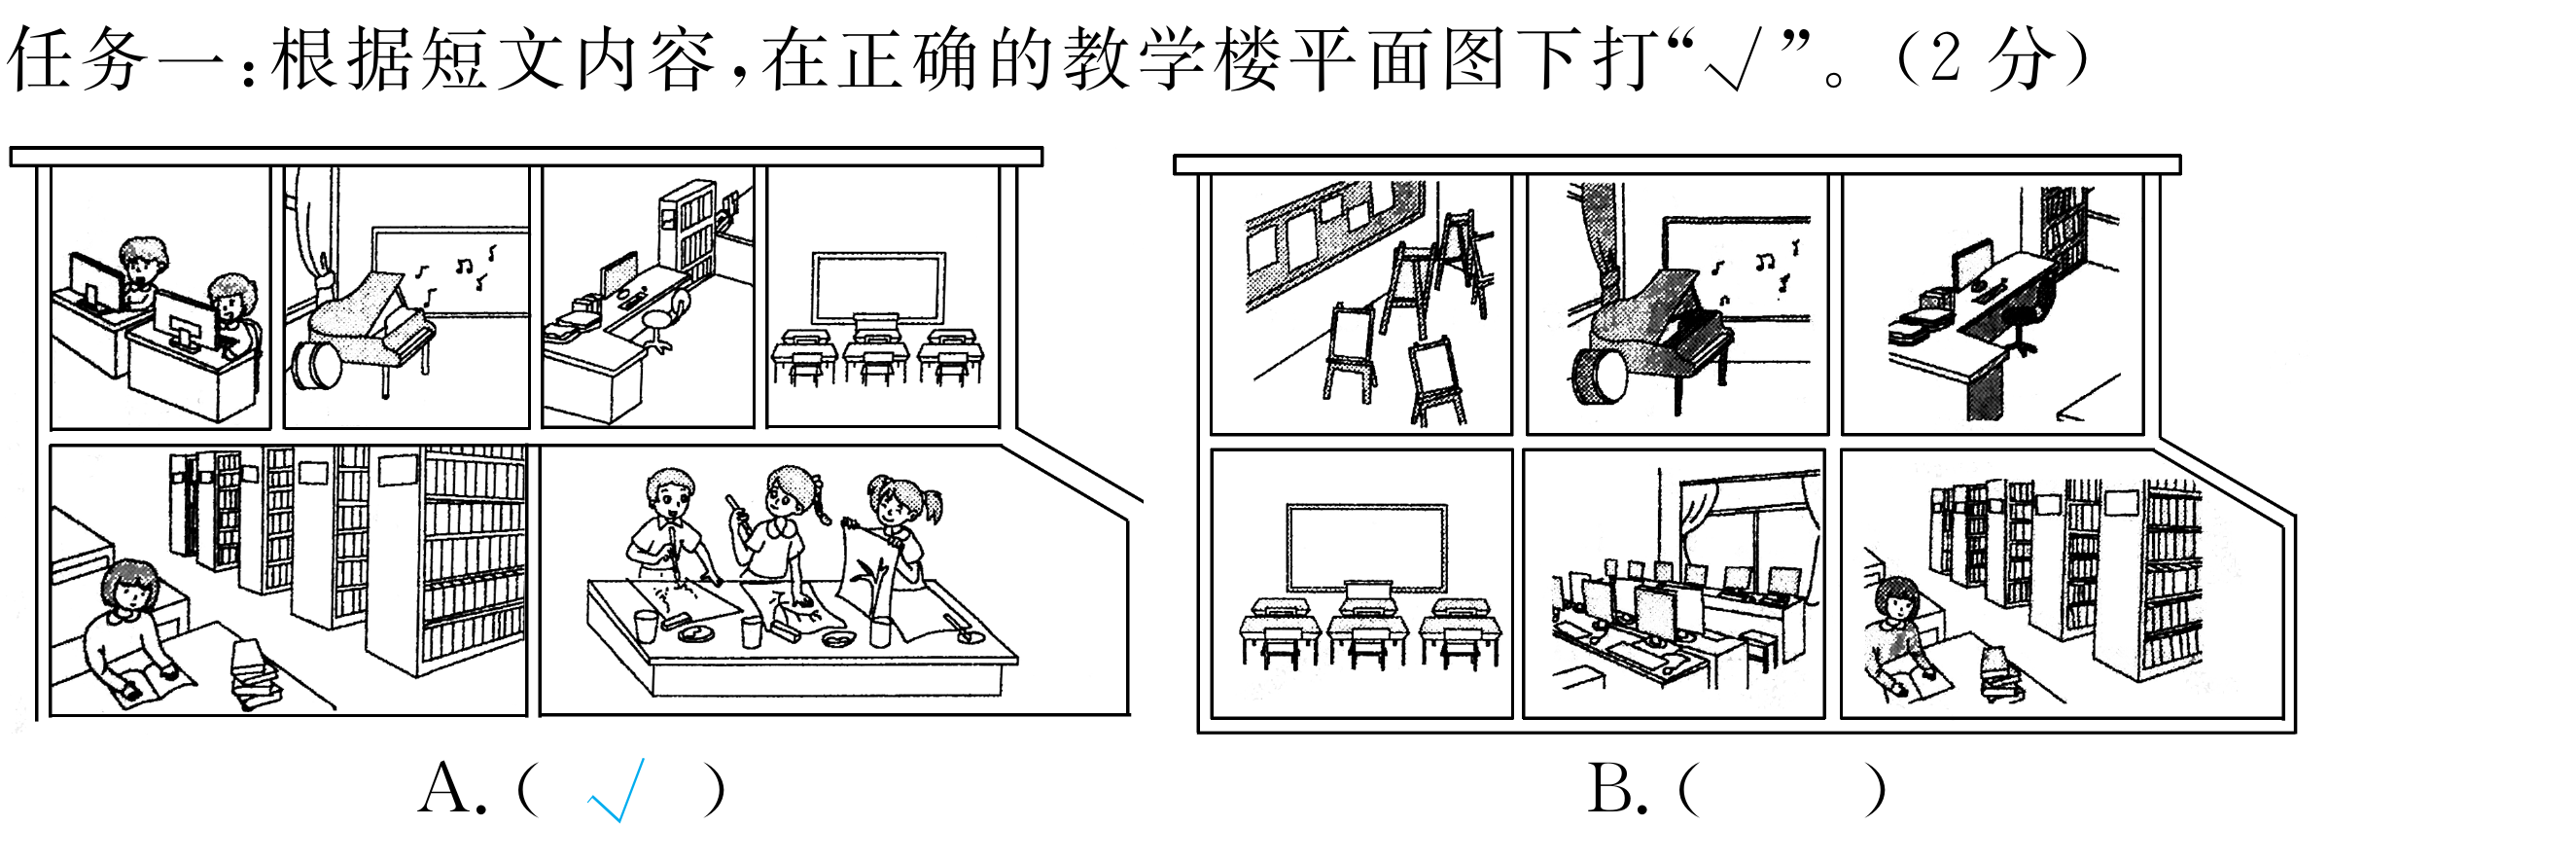 任务一:根据短文内容,在正确的教学楼平面图下打“√”。(2 分)
A.( √ ) B.( )